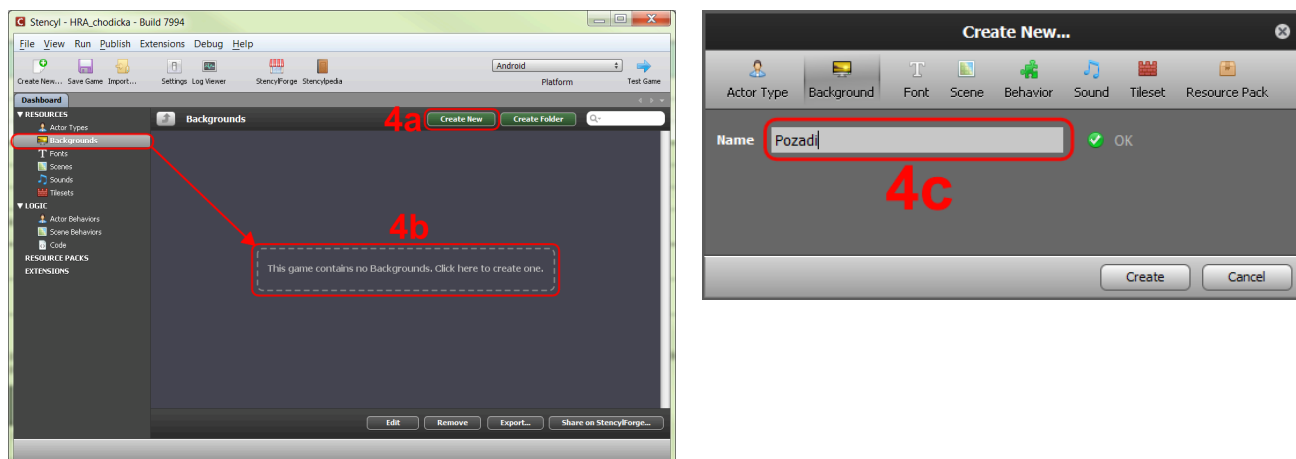 Stencyl - HRA_chodicka - Build 7994
File View Run Publish Extensions Debug Help
Create New... Save Game Import... Settings Log Viewer StencylForge Stencylpedia
Android
Platform
Test Game
Dashboard
RESOURCES
Actor Types
Backgrounds
Fonts
Scenes
Sounds
Tilesets
LOGIC
Actor Behaviors
Scene Behaviors
Code
RESOURCE PACKS
EXTENSIONS
Backgrounds
4a
Create New Create Folder
4b
This game contains no Backgrounds. Click here to create one.
Edit Remove Export... Share on StencylForge...
Create New...
Actor Type Background Font Scene Behavior Sound Tileset Resource Pack
Name Pozadi OK
4c
Create Cancel